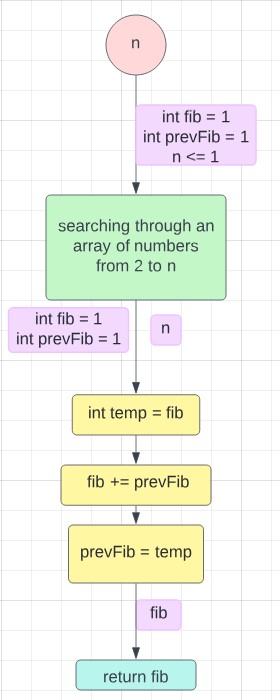 n
int fib = 1
int prevFib = 1
n <= 1
searching through an
array of numbers
from 2 to n
int fib = 1
int prevFib = 1
n
int temp = fib
fib += prevFib
prevFib = temp
fib
return fib